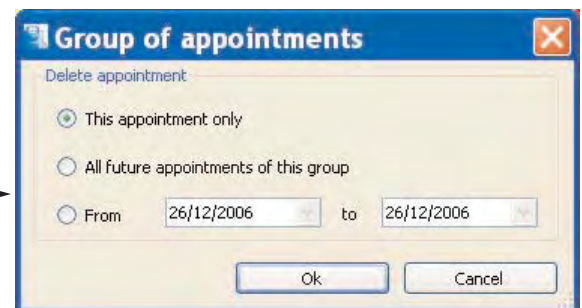 Group of appointments
Delete appointment
This appointment only
All future appointments of this group
From 26/12/2006 to 26/12/2006
Ok Cancel